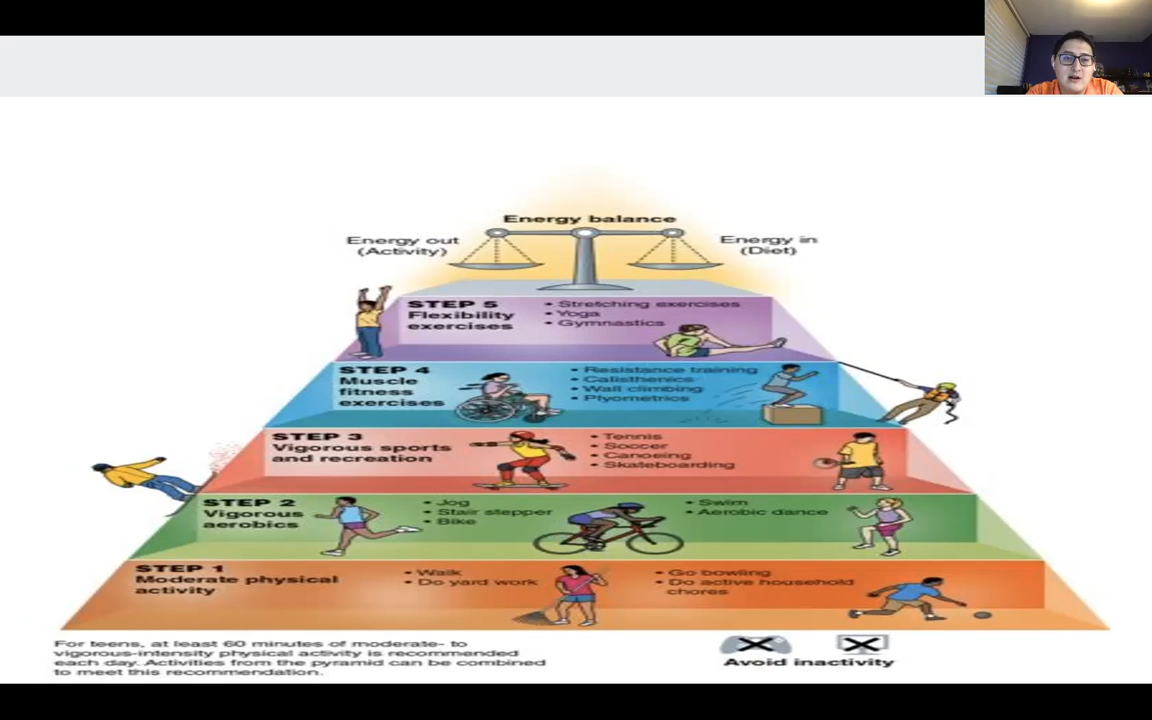 Energy balance
Energy out
(Activity)
Energy in
(Diet)
STEP 5
Flexibility
exercises
• Stretching exercises
• Yoga
• Gymnastics
STEP 4
Muscle
fitness
exercises
• Resistance training
• Calisthenics
• Wall climbing
• Plyometrics
STEP 3
Vigorous sports
and recreation
• Tennis
• Soccer
• Canoeing
• Skateboarding
STEP 2
Vigorous
aerobics
• Jog
• Stair stepper
• Bike
• Swim
• Aerobic dance
STEP 1
Moderate physical
activity
• Walk
• Do yard work
• Go bowling
• Do active household
chores
For teens, at least 60 minutes of moderate- to
vigorous-intensity physical activity is recommended
each day. Activities from the pyramid can be combined
to meet this recommendation.
Avoid inactivity